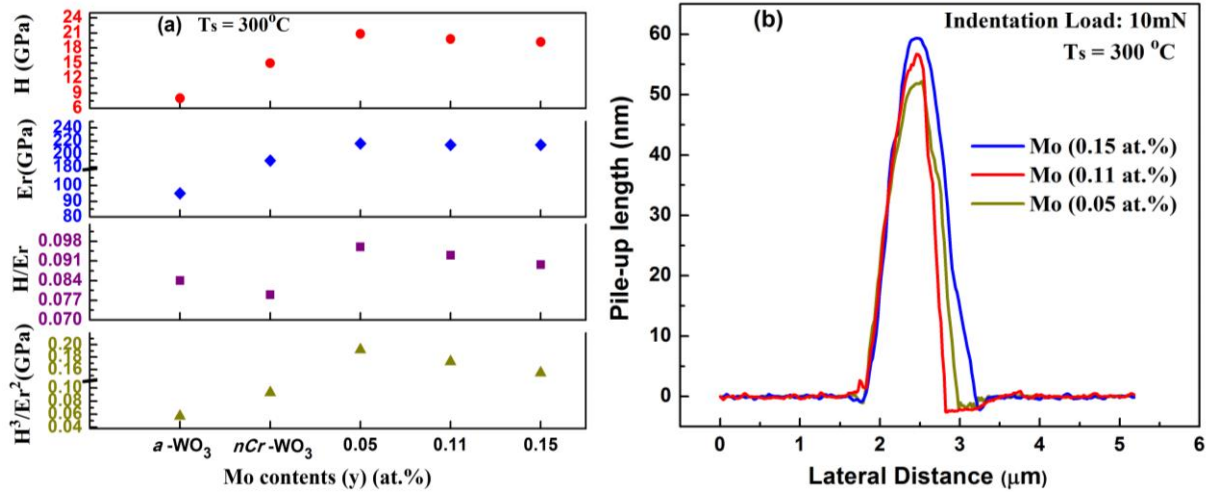 (a) Ts = 300°C
H (GPa)
24
21
18
15
12
9
6
Er(GPa)
240
220
200
180
100
90
80
H/Er
0.098
0.091
0.084
0.077
0.070
H³/Er²(GPa)
0.20
0.18
0.16
0.10
0.08
0.06
0.04
a -WO₃ nCr -WO₃ 0.05 0.11 0.15
Mo contents (y) (at.%)
(b) Indentation Load: 10mN
Ts = 300 °C
Mo (0.15 at.%)
Mo (0.11 at.%)
Mo (0.05 at.%)
Pile-up length (nm)
60
50
40
30
20
10
0
0 1 2 3 4 5 6
Lateral Distance (μm)